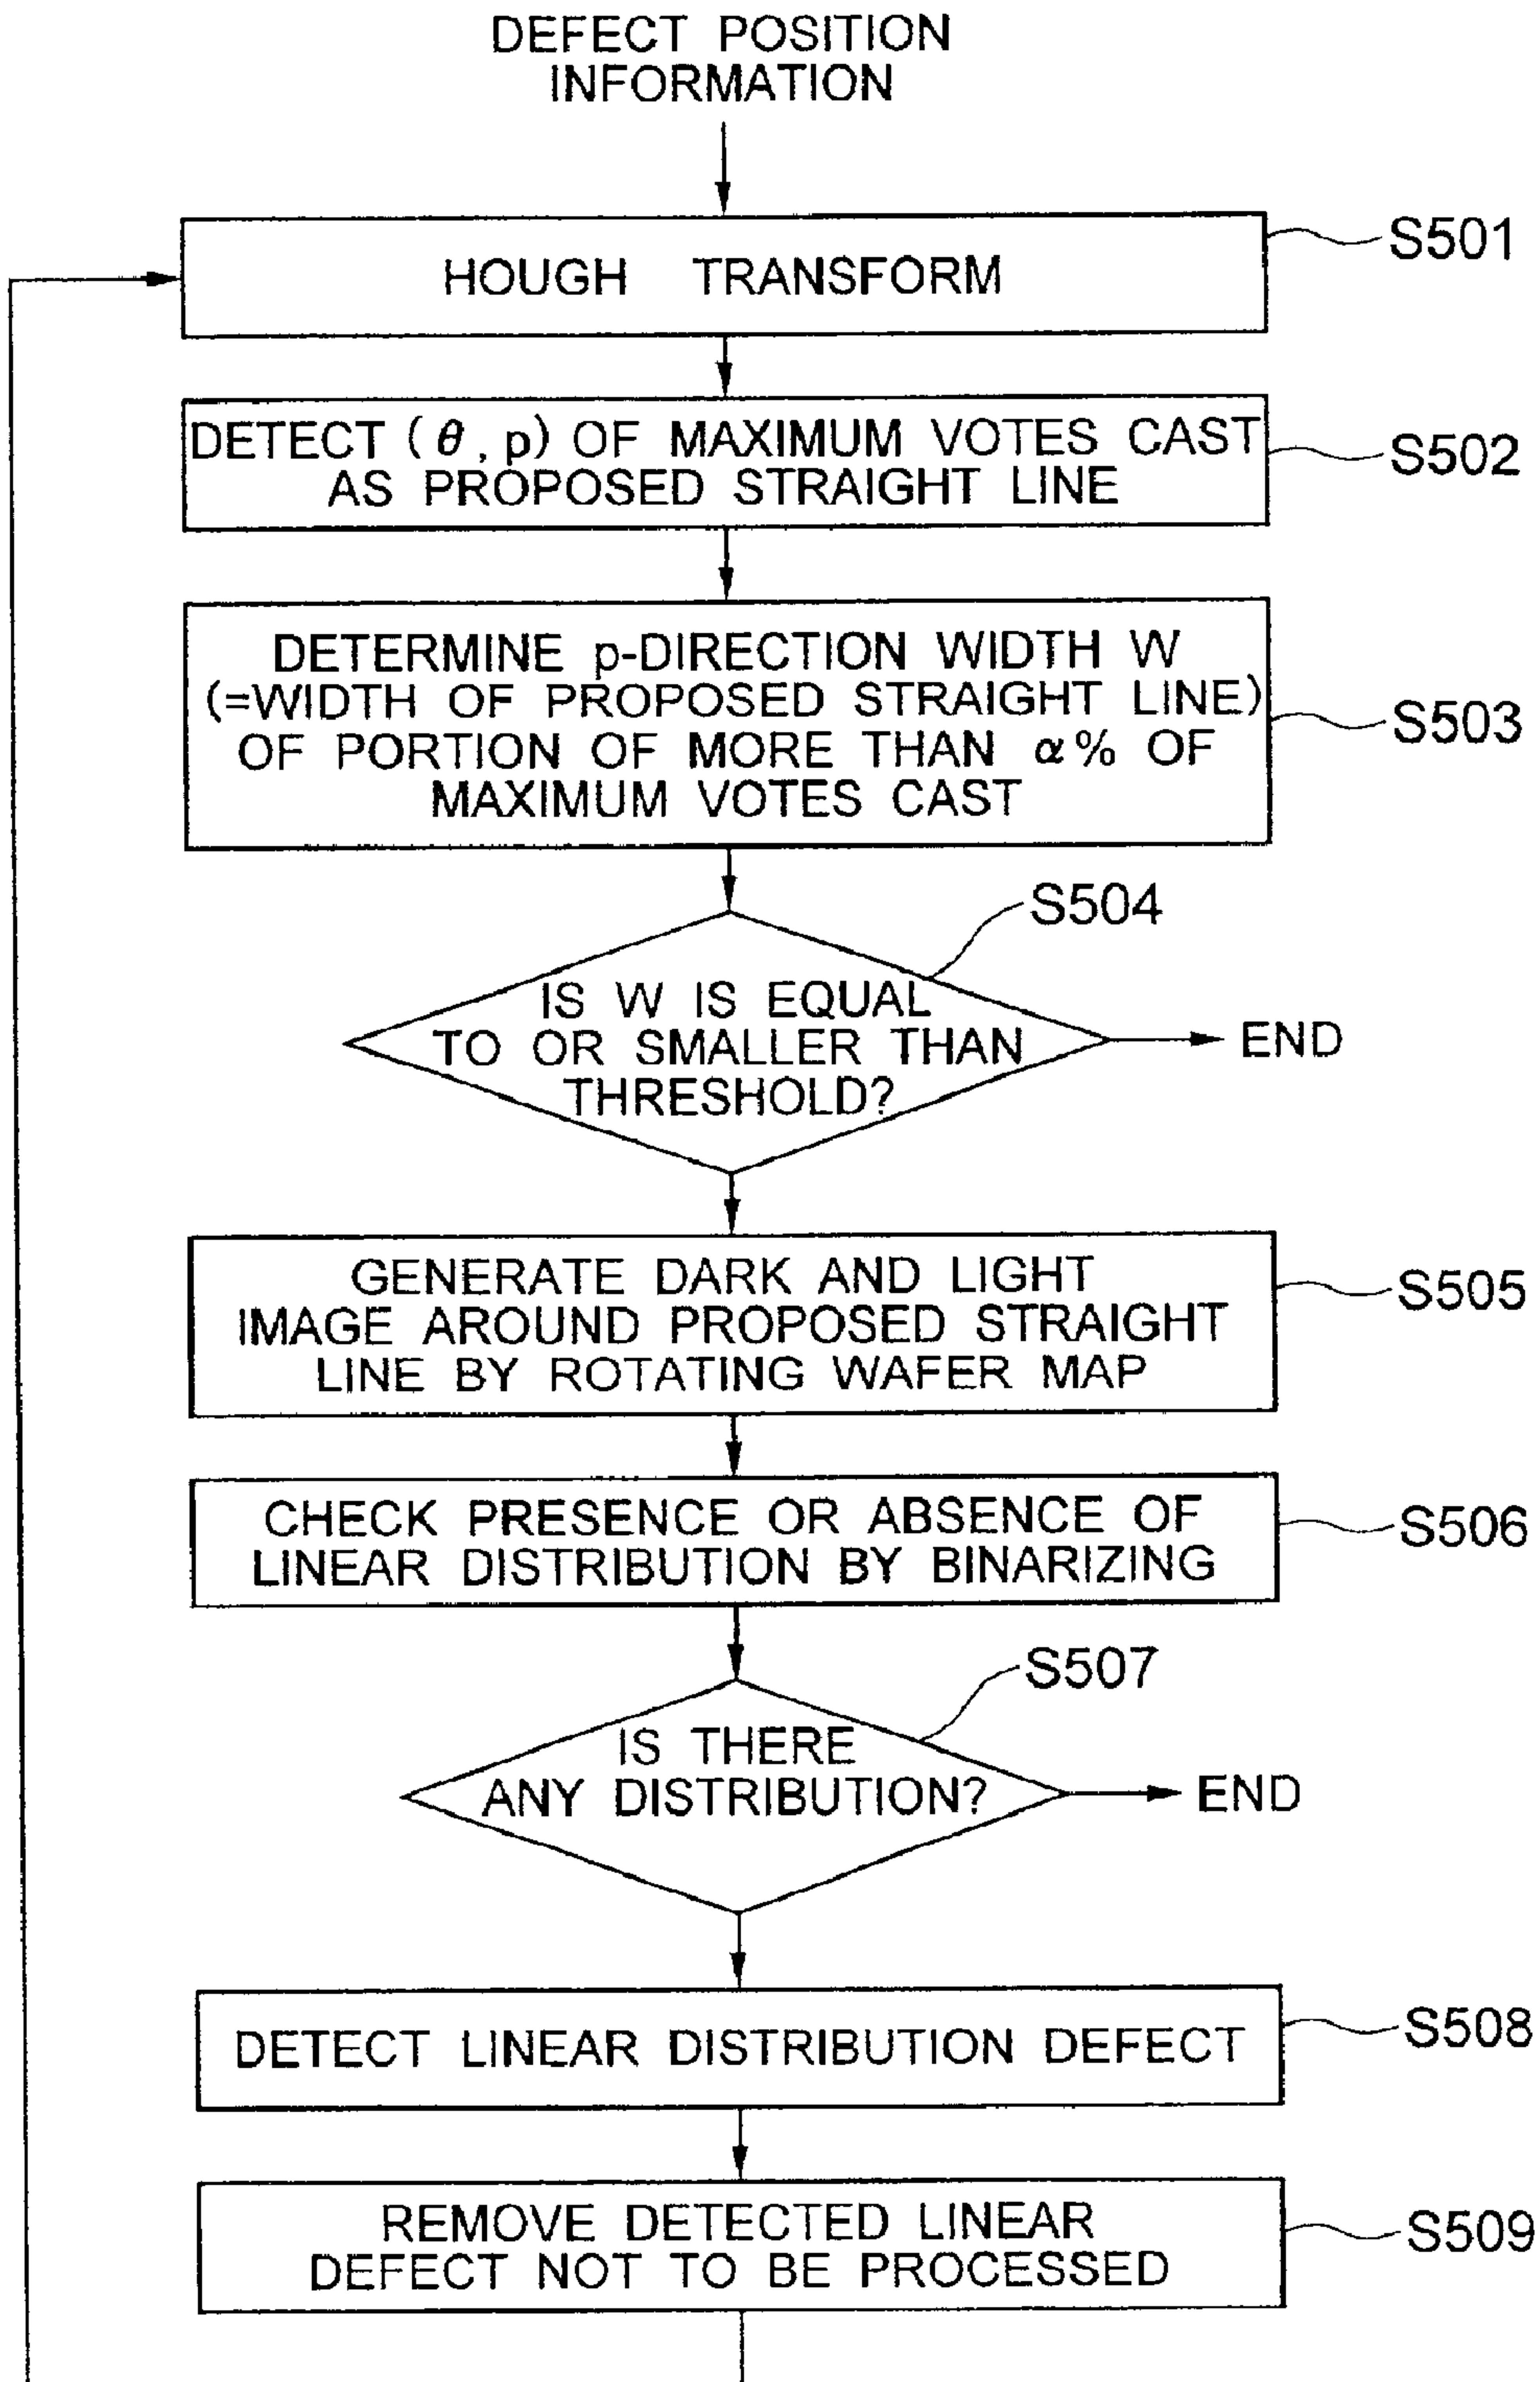 DEFECT POSITION
INFORMATION
HOUGH TRANSFORM
S501
DETECT (θ, p) OF MAXIMUM VOTES CAST
AS PROPOSED STRAIGHT LINE
S502
DETERMINE p-DIRECTION WIDTH W
(=WIDTH OF PROPOSED STRAIGHT LINE)
OF PORTION OF MORE THAN α% OF
MAXIMUM VOTES CAST
S503
S504
IS W IS EQUAL
TO OR SMALLER THAN
THRESHOLD?
END
GENERATE DARK AND LIGHT
IMAGE AROUND PROPOSED STRAIGHT
LINE BY ROTATING WAFER MAP
S505
CHECK PRESENCE OR ABSENCE OF
LINEAR DISTRIBUTION BY BINARIZING
S506
S507
IS THERE
ANY DISTRIBUTION?
END
DETECT LINEAR DISTRIBUTION DEFECT
S508
REMOVE DETECTED LINEAR
DEFECT NOT TO BE PROCESSED
S509